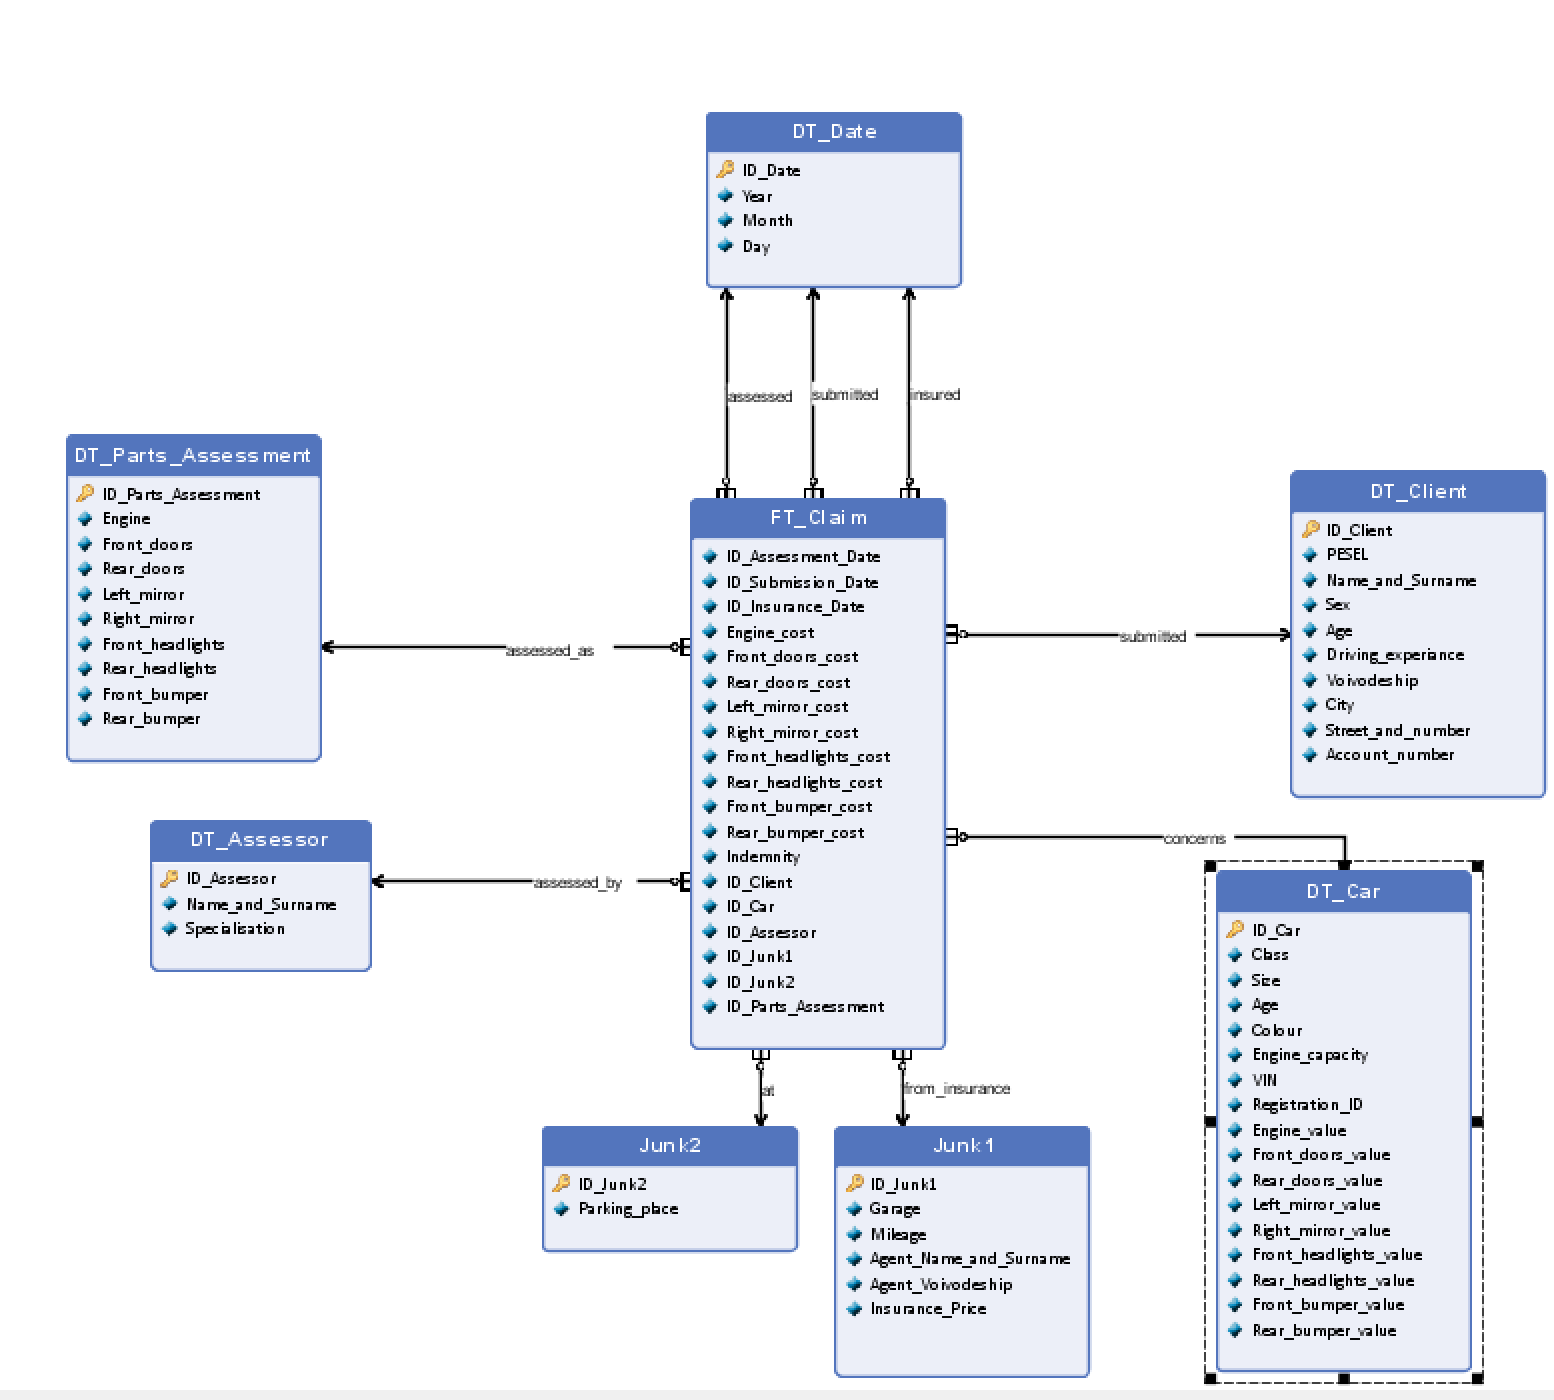 DT_Date
ID_Date
Year
Month
Day
assessed
submitted
insured
DT_Parts_Assessment
ID_Parts_Assessment
Engine
Front_doors
Rear_doors
Left_mirror
Right_mirror
Front_headlights
Rear_headlights
Front_bumper
Rear_bumper
assessed_as
FT_Claim
ID_Assessment_Date
ID_Submission_Date
ID_Insurance_Date
Engine_cost
Front_doors_cost
Rear_doors_cost
Left_mirror_cost
Right_mirror_cost
Front_headlights_cost
Rear_headlights_cost
Front_bumper_cost
Rear_bumper_cost
Indemnity
ID_Client
ID_Car
ID_Assessor
ID_Junk1
ID_Junk2
ID_Parts_Assessment
submitted
DT_Client
ID_Client
PESEL
Name_and_Surname
Sex
Age
Driving_experiance
Voivodeship
City
Street_and_number
Account_number
DT_Assessor
ID_Assessor
Name_and_Surname
Specialisation
assessed_by
concerns
DT_Car
ID_Car
Class
Size
Age
Colour
Engine_capacity
VIN
Registration_ID
Engine_value
Front_doors_value
Rear_doors_value
Left_mirror_value
Right_mirror_value
Front_headlights_value
Rear_headlights_value
Front_bumper_value
Rear_bumper_value
at
from_insurance
Junk2
ID_Junk2
Parking_place
Junk1
ID_Junk1
Garage
Mileage
Agent_Name_and_Surname
Agent_Voivodeship
Insurance_Price